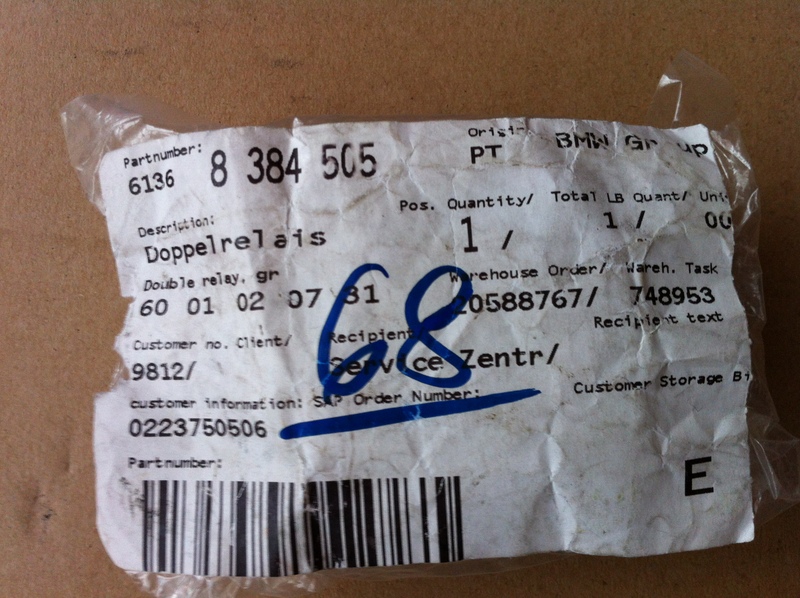 Partnumber: Origin BMW Group
6136 8 384 505 PT
Description: Pos. Quantity/ Total LB Quant/
Doppelrelais 1 / 1 /
Double relay, gr Warehouse Order/ Wareh. Task
60 01 02 07 31 20588767/ 748953
Customer no. Client/ Recipient Recipient text
9812/ Service Zentr/
customer information: SAP Order Number: Customer Storage
0223750506
68
Partnumber:
E